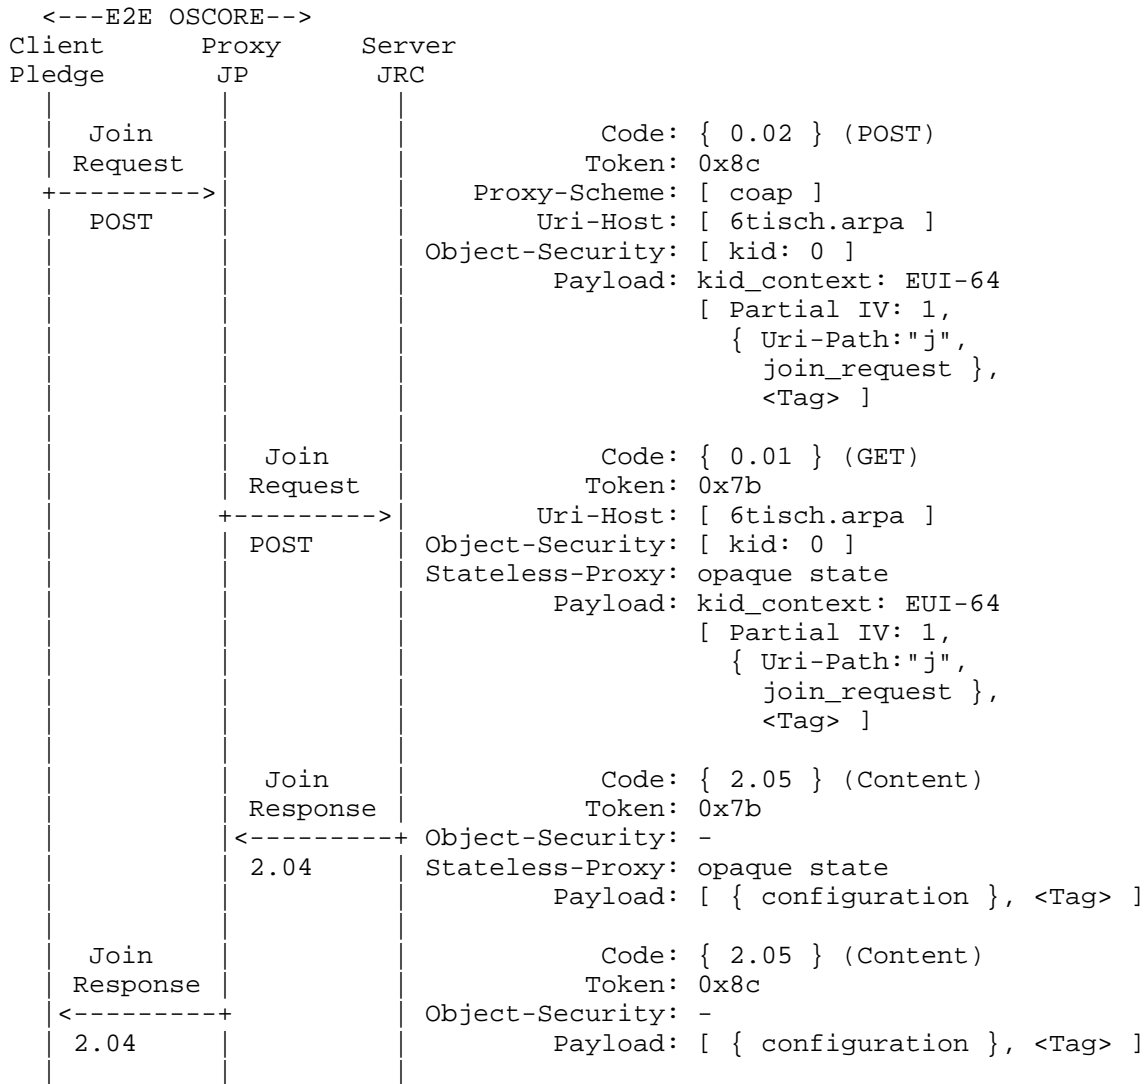 <---E2E OSCORE-->
Client Proxy Server
Pledge JP JRC
| | |
| Join | | Code: { 0.02 } (POST)
| Request | | Token: 0x8c
+--------->| | Proxy-Scheme: [ coap ]
| POST | | Uri-Host: [ 6tisch.arpa ]
| | | Object-Security: [ kid: 0 ]
| | | Payload: kid_context: EUI-64
| | | [ Partial IV: 1,
| | | { Uri-Path:"j",
| | | join_request },
| | | <Tag> ]
| | |
| | Join | Code: { 0.01 } (GET)
| | Request | Token: 0x7b
| +--------->| Uri-Host: [ 6tisch.arpa ]
| | POST | Object-Security: [ kid: 0 ]
| | | Stateless-Proxy: opaque state
| | | Payload: kid_context: EUI-64
| | | [ Partial IV: 1,
| | | { Uri-Path:"j",
| | | join_request },
| | | <Tag> ]
| | |
| | Join | Code: { 2.05 } (Content)
| | Response | Token: 0x7b
| |<---------+ Object-Security: -
| | 2.04 | Stateless-Proxy: opaque state
| | | Payload: [ { configuration }, <Tag> ]
| | |
| Join | | Code: { 2.05 } (Content)
| Response | | Token: 0x8c
|<---------+ | Object-Security: -
| 2.04 | | Payload: [ { configuration }, <Tag> ]
| | |